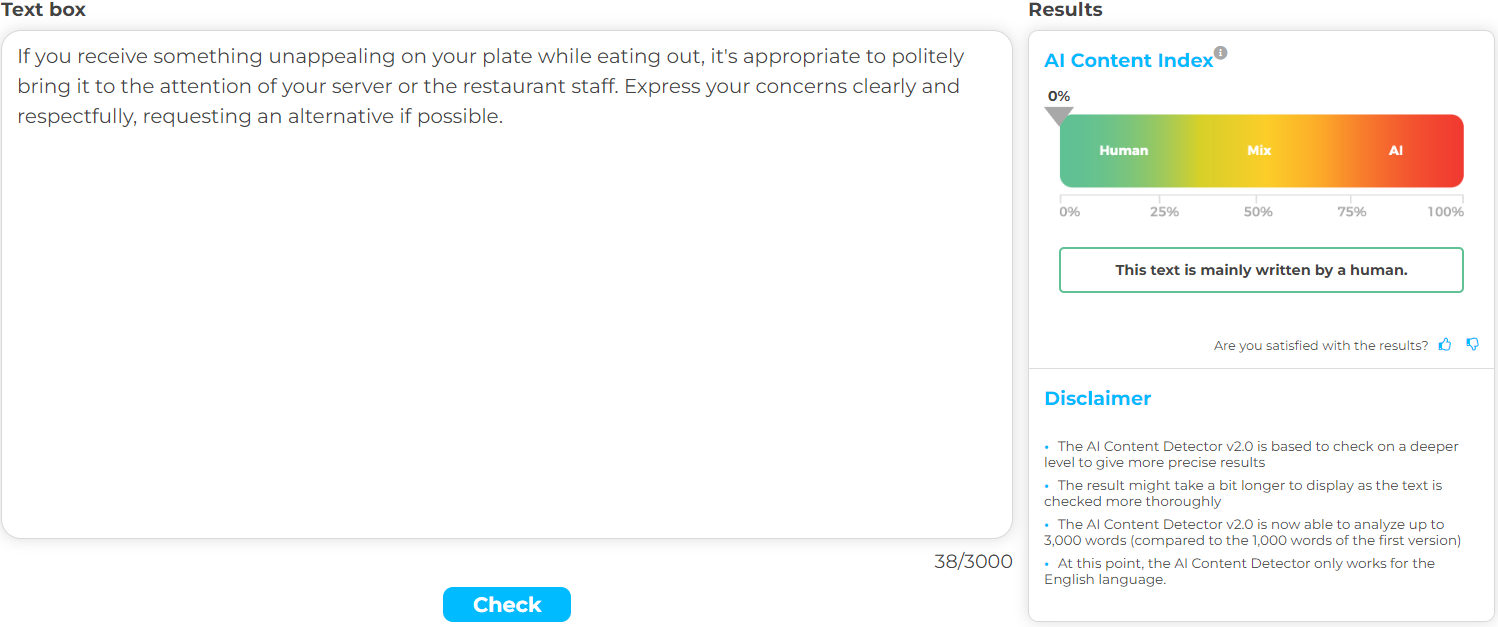 Text box
If you receive something unappealing on your plate while eating out, it's appropriate to politely
bring it to the attention of your server or the restaurant staff. Express your concerns clearly and
respectfully, requesting an alternative if possible.
38/3000
Check
Results
AI Content Index
0%
Human Mix AI
0% 25% 50% 75% 100%
This text is mainly written by a human.
Are you satisfied with the results?
Disclaimer
• The AI Content Detector v2.0 is based to check on a deeper
level to give more precise results
• The result might take a bit longer to display as the text is
checked more thoroughly
• The AI Content Detector v2.0 is now able to analyze up to
3,000 words (compared to the 1,000 words of the first version)
• At this point, the AI Content Detector only works for the
English language.